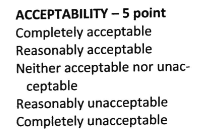 ACCEPTABILITY – 5 point
Completely acceptable
Reasonably acceptable
Neither acceptable nor unac-
ceptable
Reasonably unacceptable
Completely unacceptable